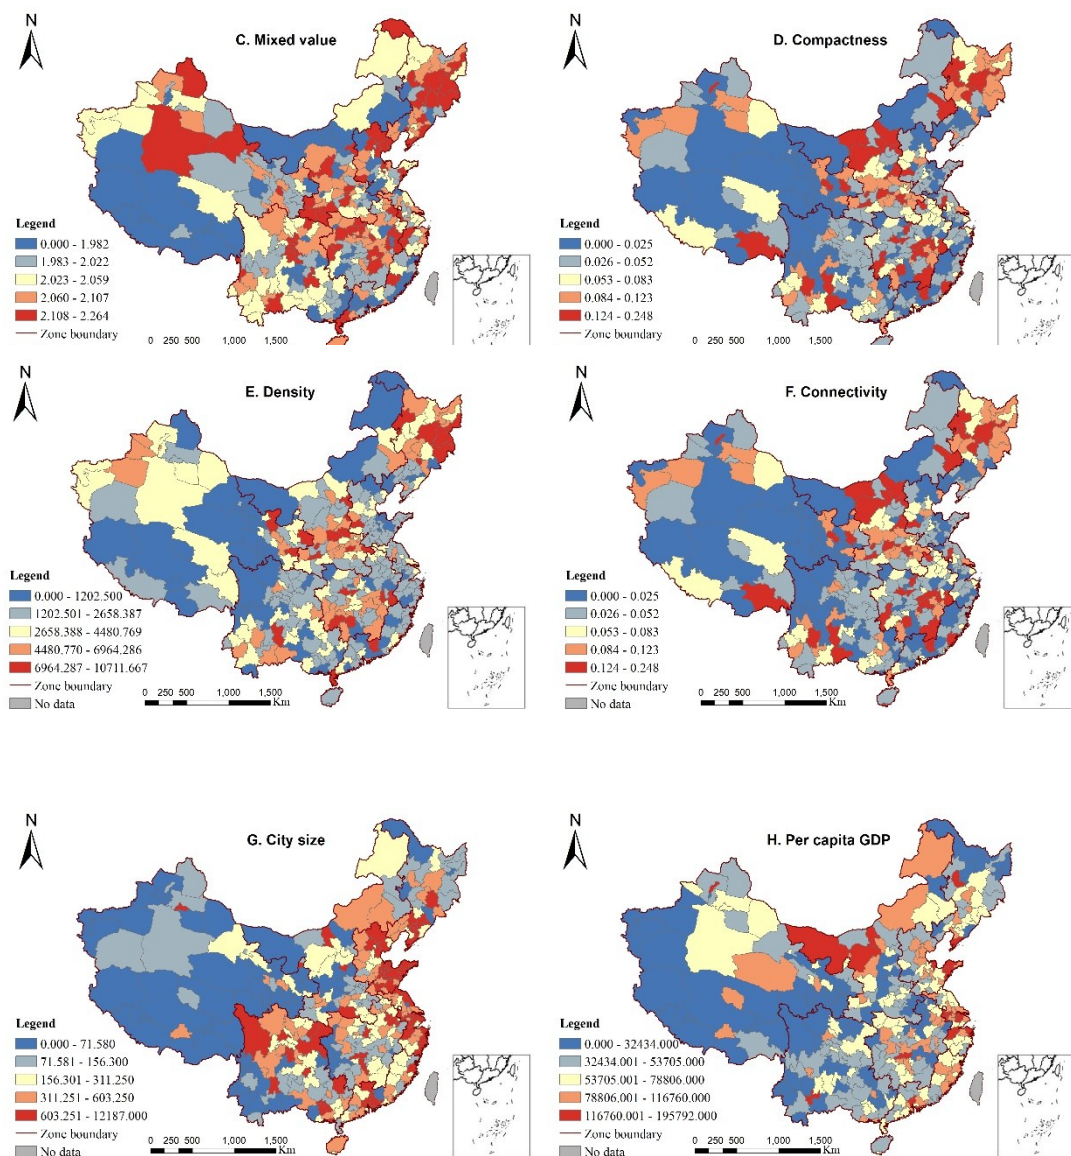 N
C. Mixed value
Legend
0.000 - 1.982
1.983 - 2.022
2.023 - 2.059
2.060 - 2.107
2.108 - 2.264
Zone boundary
0 250 500 1,000 1,500
N
D. Compactness
Legend
0.000 - 0.025
0.026 - 0.052
0.053 - 0.083
0.084 - 0.123
0.124 - 0.248
Zone boundary
0 250 500 1,000 1,500
N
E. Density
Legend
0.000 - 1202.500
1202.501 - 2658.387
2658.388 - 4480.769
4480.770 - 6964.286
6964.287 - 10711.667
Zone boundary
No data
0 250 500 1,000 1,500
Km
N
F. Connectivity
Legend
0.000 - 0.025
0.026 - 0.052
0.053 - 0.083
0.084 - 0.123
0.124 - 0.248
Zone boundary
No data
0 250 500 1,000 1,500
Km
N
G. City size
Legend
0.000 - 71.580
71.581 - 156.300
156.301 - 311.250
311.251 - 603.250
603.251 - 12187.000
Zone boundary
No data
0 250 500 1,000 1,500
Km
N
H. Per capita GDP
Legend
0.000 - 32434.000
32434.001 - 53705.000
53705.001 - 78806.000
78806.001 - 116760.000
116760.001 - 195792.000
Zone boundary
No data
0 250 500 1,000 1,500
Km